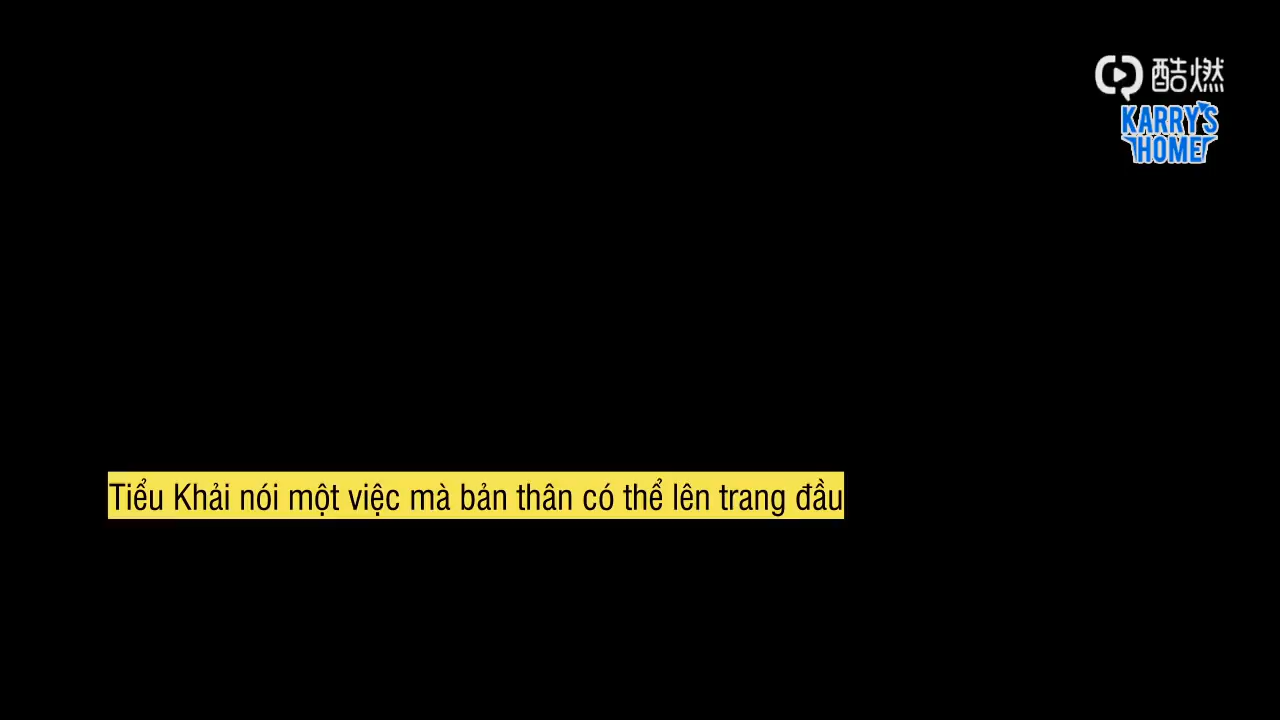 酷燃
KARRY'S
HOME
Tiểu Khải nói một việc mà bản thân có thể lên trang đầu